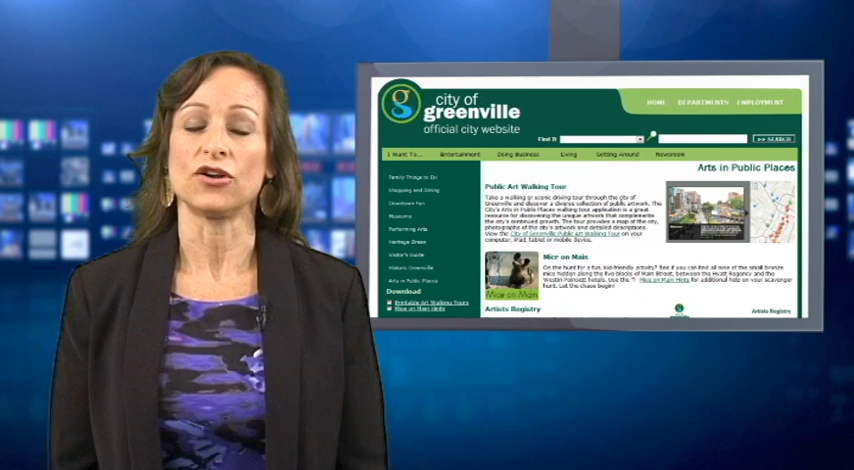 city of
greenville
official city website
HOME DEPARTMENTS EMPLOYMENT
Find It >> SEARCH
I Want To... Entertainment Doing Business Living Getting Around Newsroom
Arts in Public Places
Family Things to Do
Shopping and Dining
Downtown Fun
Museums
Performing Arts
Heritage Green
Visitor's Guide
Historic Greenville
Arts in Public Places
Download
Printable Art Walking Tours
Mice on Main Hints
Public Art Walking Tour
Take a walking or scenic driving tour through the city of
Greenville and discover a diverse collection of public artwork. The
City's Arts in Public Places walking tour application is a great
resource for discovering the unique artwork that complements
the city's continued growth. The tour provides a map of the city,
photographs of the city's artwork and detailed descriptions.
View the City of Greenville Public Art Walking Tour on your
computer, iPad, tablet or mobile device.
Mice on Main
Mice on Main
On the hunt for a fun, kid-friendly activity? See if you can find all nine of the small bronze
mice hidden along the five blocks of Main Street, between the Hyatt Regency and the
Westin Poinsett hotels. Use the Mice on Main Hints for additional help on your scavenger
hunt. Let the chase begin!
Artists Registry
Artists Registry